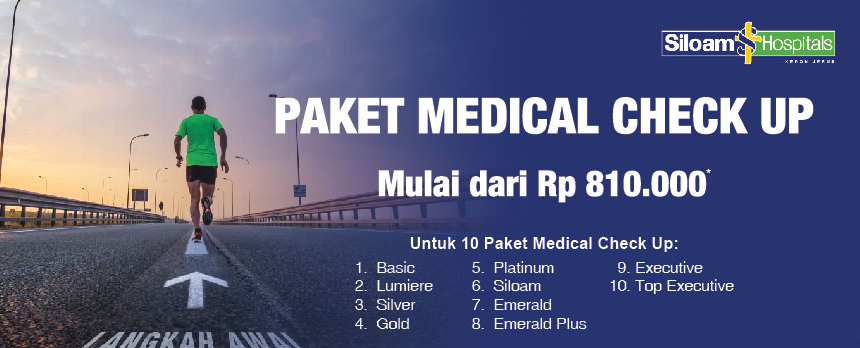 Siloam Hospitals
KEBON JERUK
PAKET MEDICAL CHECK UP
Mulai dari Rp 810.000*
Untuk 10 Paket Medical Check Up:
1. Basic
2. Lumiere
3. Silver
4. Gold
5. Platinum
6. Siloam
7. Emerald
8. Emerald Plus
9. Executive
10. Top Executive
LANGKAH AWAL